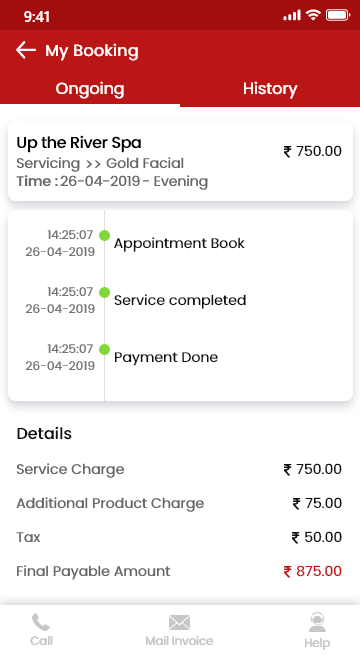 9:41
My Booking
Ongoing History
Up the River Spa
₹ 750.00
Servicing >> Gold Facial
Time : 26-04-2019 - Evening
14:25:07
26-04-2019
Appointment Book
14:25:07
26-04-2019
Service completed
14:25:07
26-04-2019
Payment Done
Details
Service Charge ₹ 750.00
Additional Product Charge ₹ 75.00
Tax ₹ 50.00
Final Payable Amount ₹ 875.00
Call Mail Invoice Help